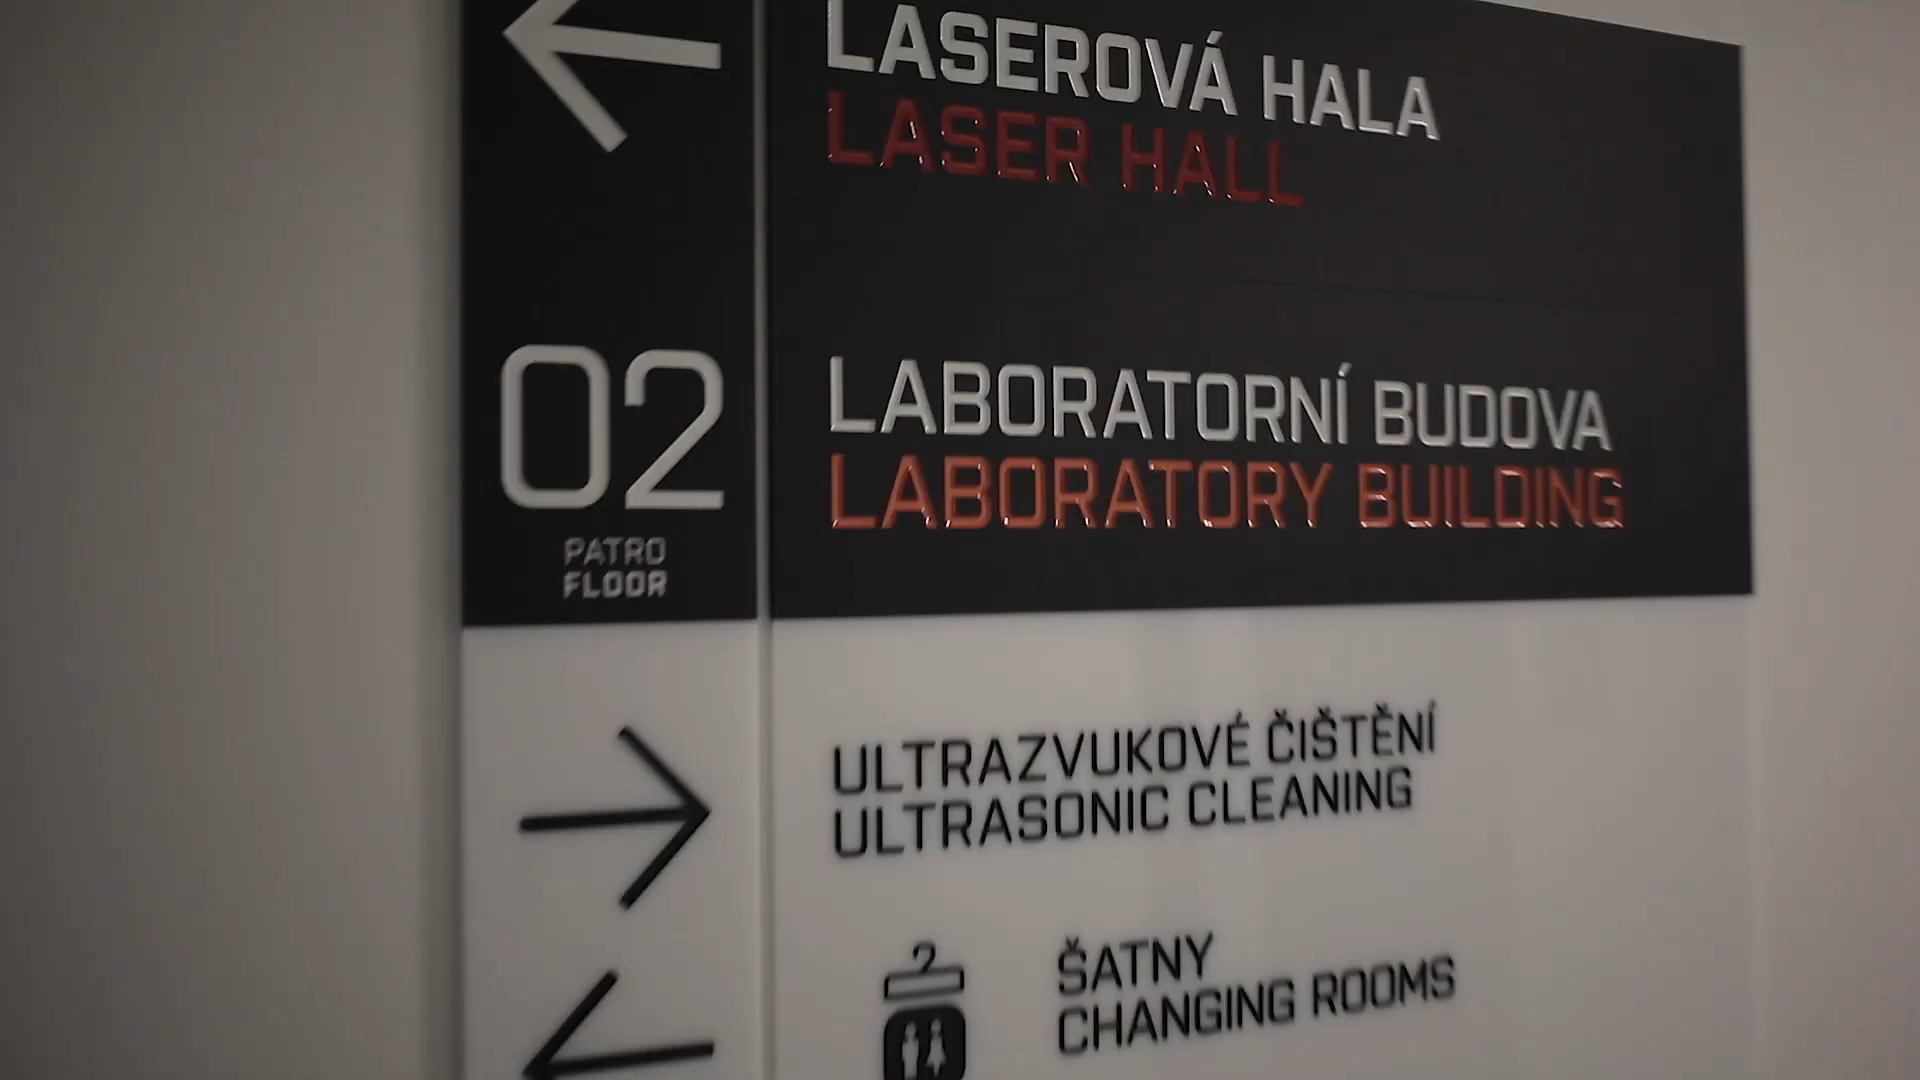 LASEROVÁ HALA
LASER HALL
02
PATRO
FLOOR
LABORATORNÍ BUDOVA
LABORATORY BUILDING
ULTRAZVUKOVÉ ČIŠTĚNÍ
ULTRASONIC CLEANING
ŠATNY
CHANGING ROOMS